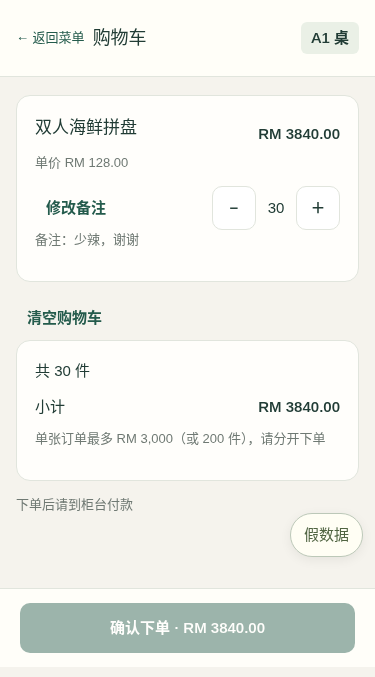 ← 返回菜单 购物车 A1 桌
双人海鲜拼盘 RM 3840.00
单价 RM 128.00
修改备注 - 30 +
备注：少辣，谢谢
清空购物车
共 30 件
小计 RM 3840.00
单张订单最多 RM 3,000（或 200 件），请分开下单
下单后请到柜台付款
假数据
确认下单 · RM 3840.00